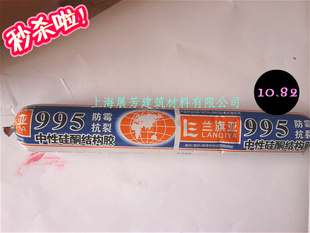 秒杀啦!
10.82
上海展芳建筑材料有限公司
995
防霉
抗裂
中性硅酮结构胶
兰旗亚
LANQIYA
995
防霉
抗裂
中性硅酮结构胶